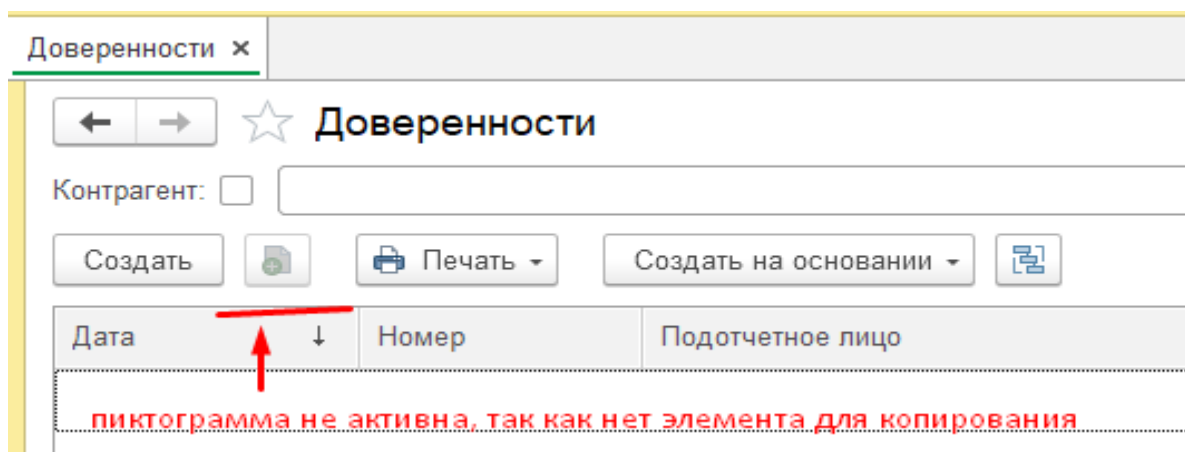 Доверенности ×
Доверенности
Контрагент:
Создать Печать Создать на основании
Дата ↓ Номер Подотчетное лицо
пиктограмма не активна, так как нет элемента для копирования